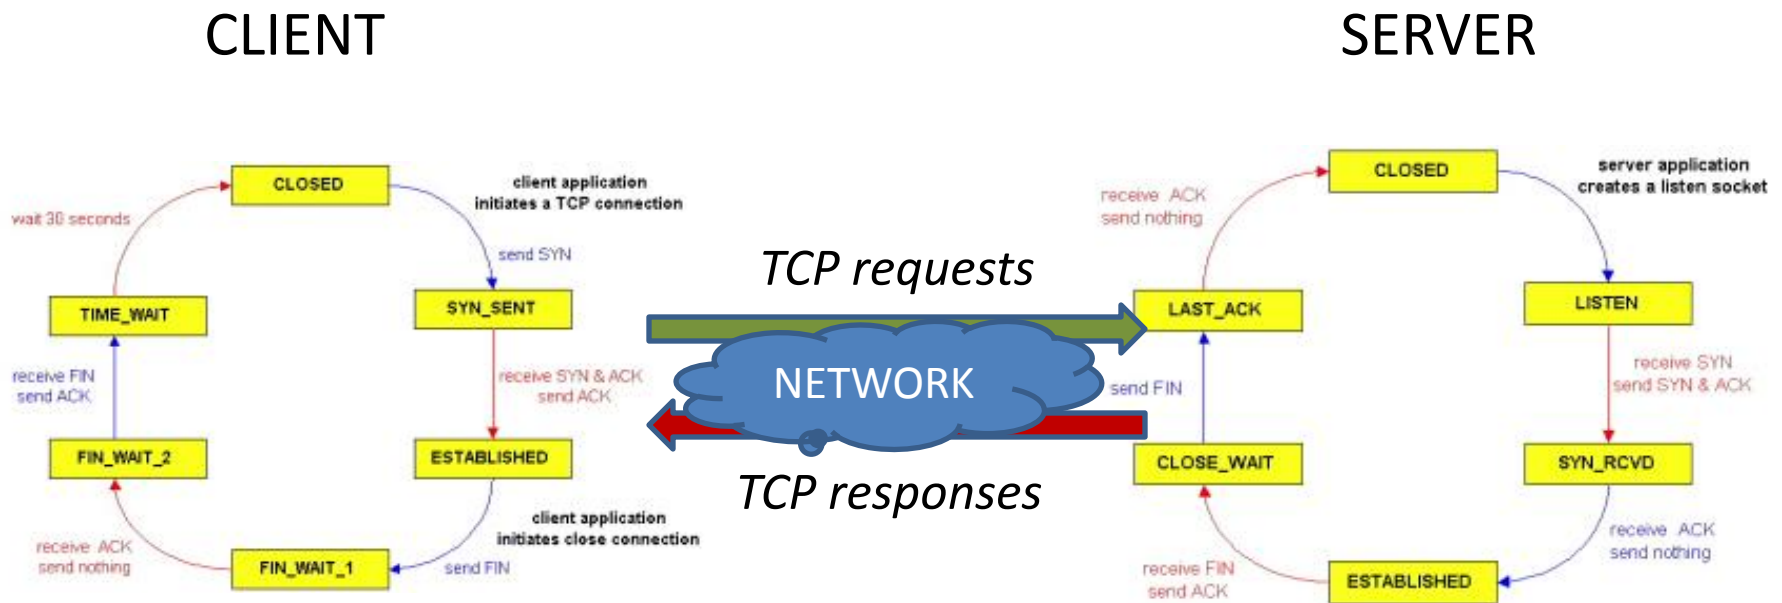 CLIENT
SERVER
CLOSED
client application
initiates a TCP connection
wait 30 seconds
send SYN
TIME_WAIT
SYN_SENT
receive FIN
send ACK
receive SYN & ACK
send ACK
FIN_WAIT_2
ESTABLISHED
client application
initiates close connection
receive ACK
send nothing
FIN_WAIT_1
send FIN
TCP requests
NETWORK
TCP responses
CLOSED
server application
creates a listen socket
receive ACK
send nothing
LAST_ACK
LISTEN
send FIN
receive SYN
send SYN & ACK
CLOSE_WAIT
SYN_RCVD
receive ACK
send nothing
receive FIN
send ACK
ESTABLISHED